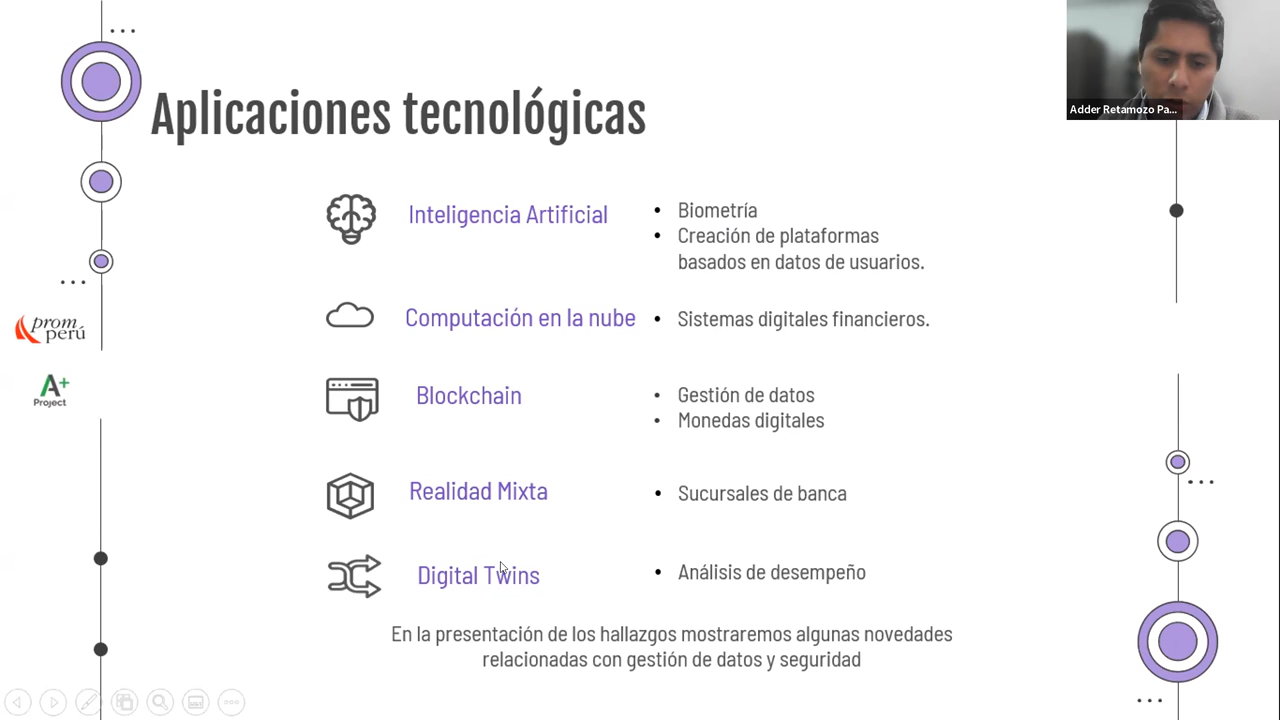 Adder Retamozo Pa...
Aplicaciones tecnológicas
Inteligencia Artificial
• Biometría
• Creación de plataformas
basados en datos de usuarios.
Computación en la nube
• Sistemas digitales financieros.
prom
perú
A+
Project
Blockchain
• Gestión de datos
• Monedas digitales
Realidad Mixta
• Sucursales de banca
Digital Twins
• Análisis de desempeño
En la presentación de los hallazgos mostraremos algunas novedades
relacionadas con gestión de datos y seguridad